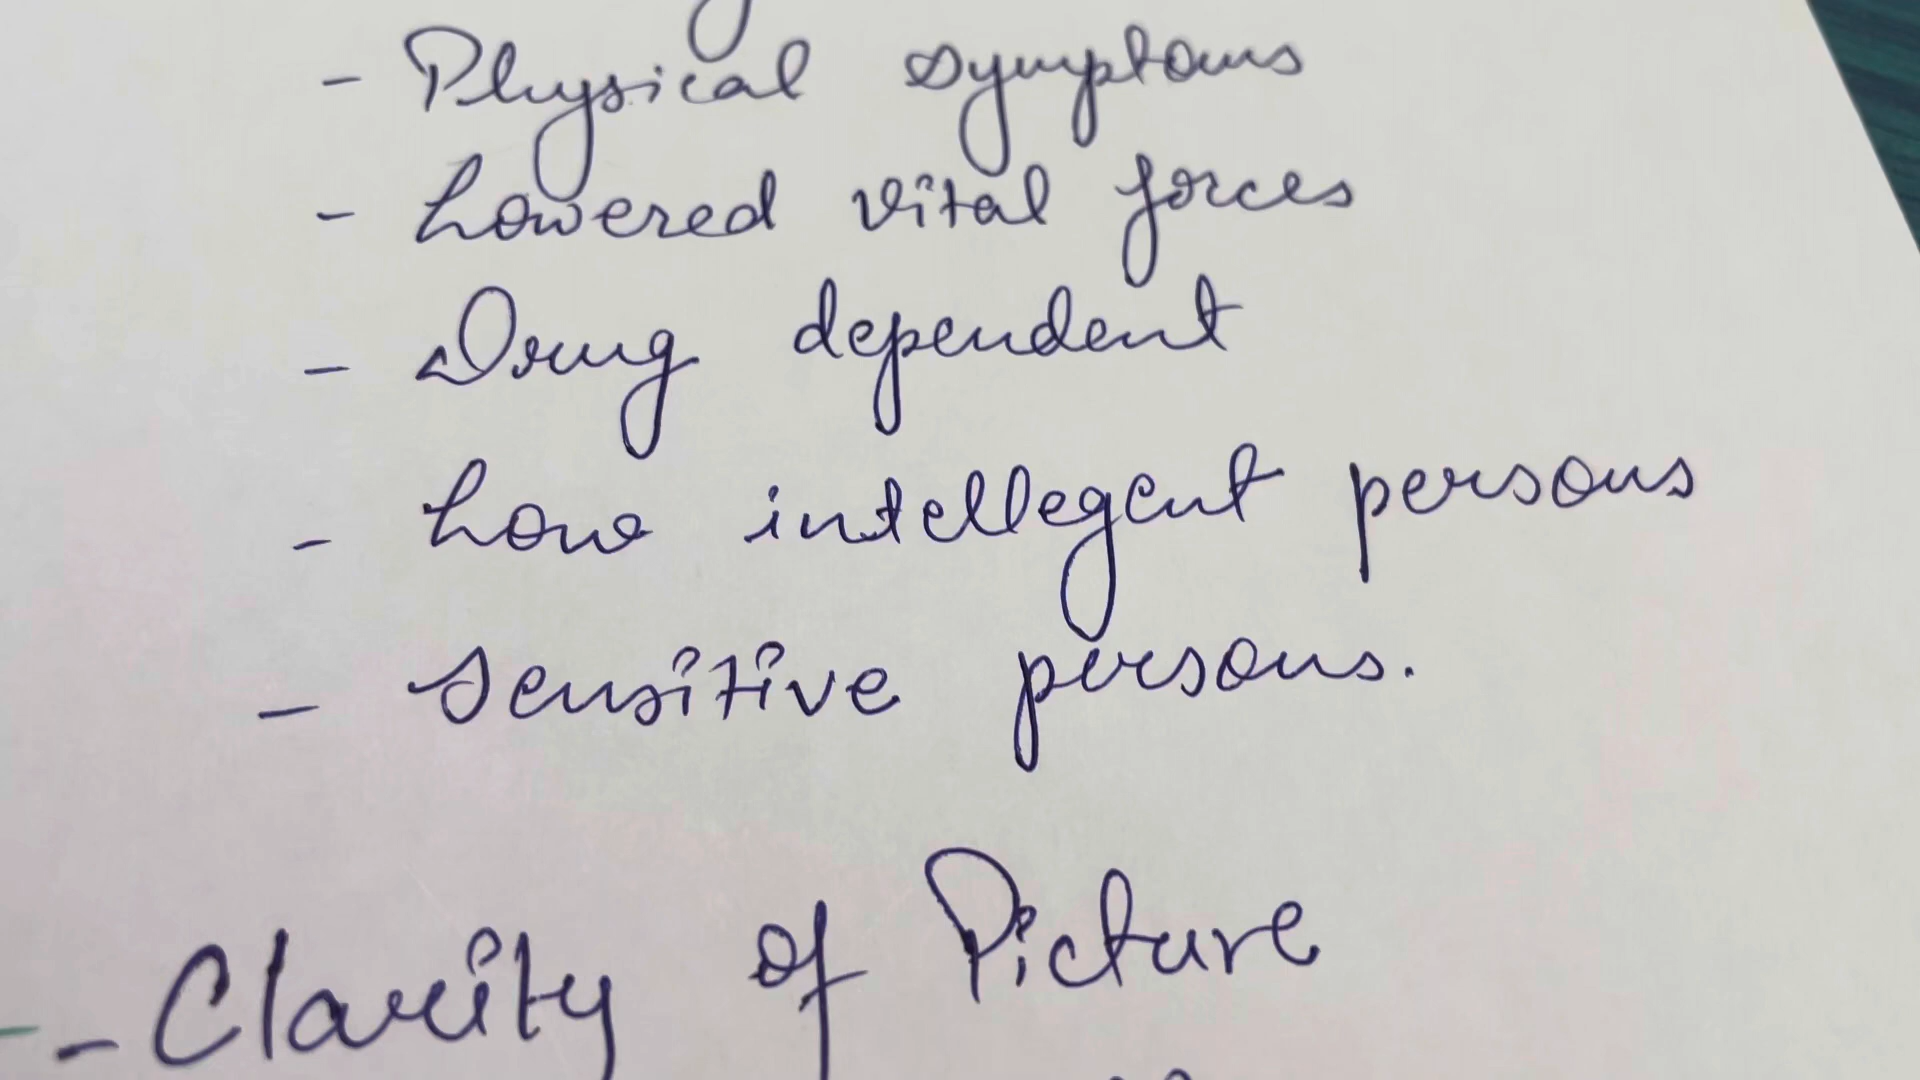 - Physical symptoms
- Lowered vital forces
- Drug dependent
- Low intellegent persons
- Sensitive persons.
- Clarity of Picture